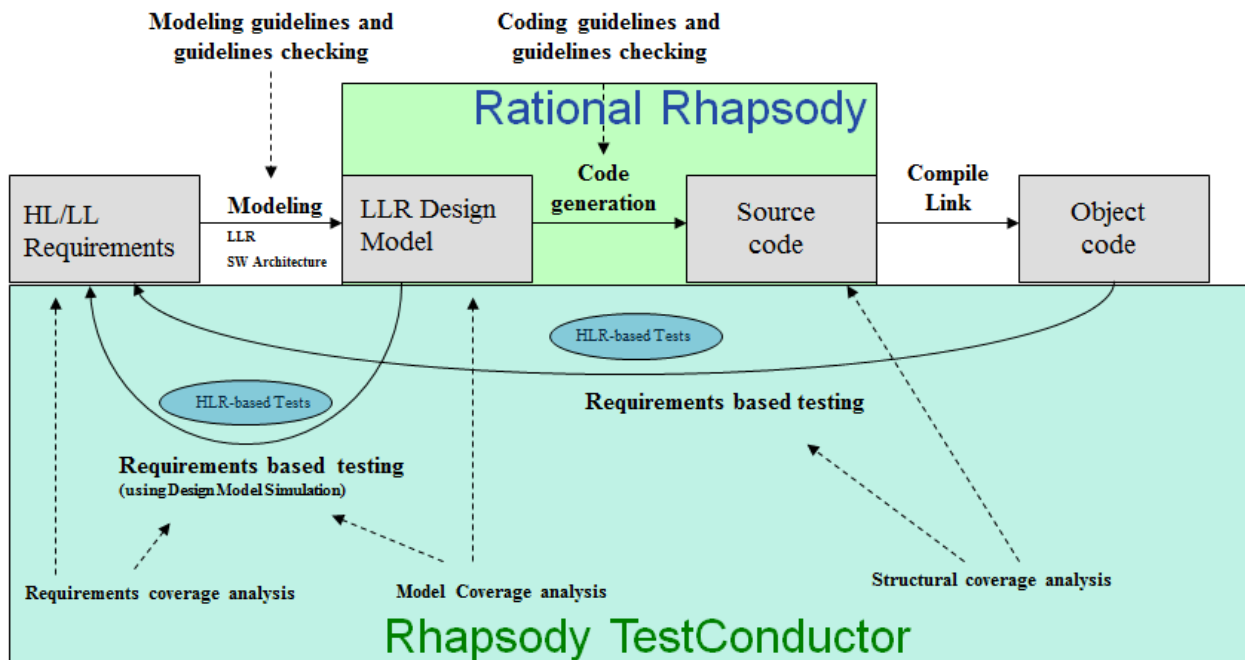 Modeling guidelines and
guidelines checking
Coding guidelines and
guidelines checking
Rational Rhapsody
HL/LL
Requirements
Modeling
LLR
SW Architecture
LLR Design
Model
Code
generation
Source
code
Compile
Link
Object
code
HLR-based Tests
HLR-based Tests
Requirements based testing
Requirements based testing
(using Design Model Simulation)
Requirements coverage analysis
Model Coverage analysis
Structural coverage analysis
Rhapsody TestConductor